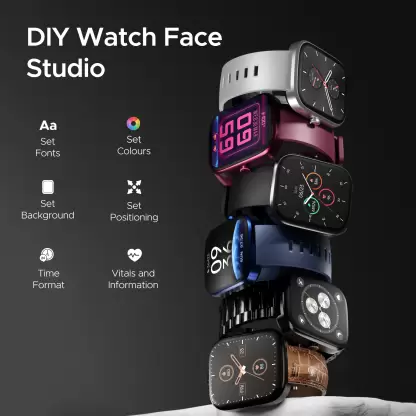 DIY Watch Face
Studio
Aa
Set
Fonts
Set
Colours
Set
Background
Set
Positioning
Time
Format
Vitals and
Information